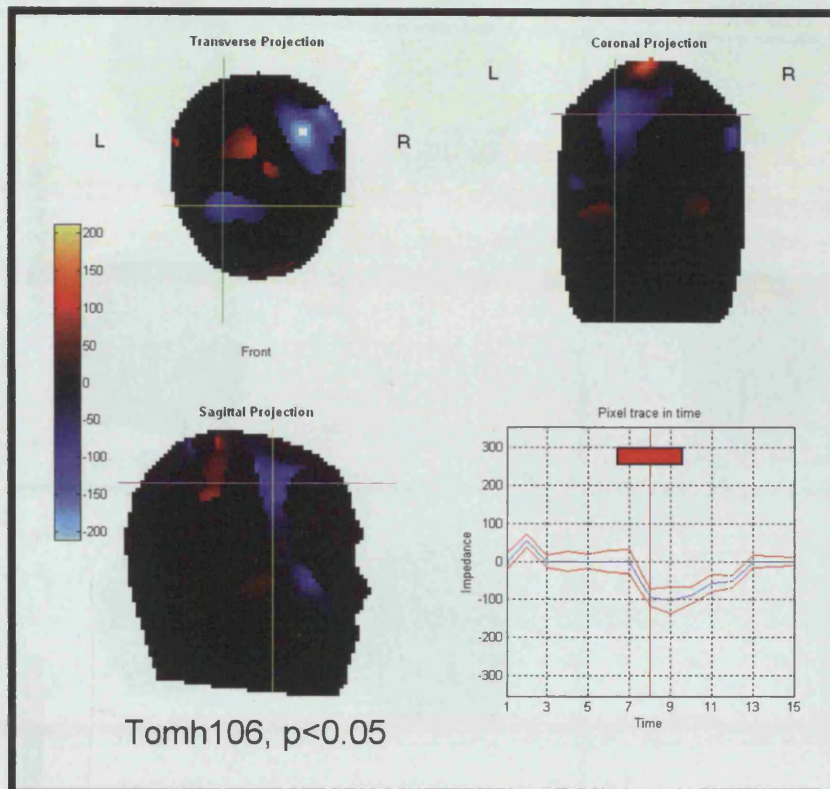 Transverse Projection
Coronal Projection
L
R
L
R
200
150
100
50
0
-50
-100
-150
-200
Front
Sagittal Projection
Pixel trace in time
300
200
100
0
-100
-200
-300
Impedance
1 3 5 7 9 11 13 15
Time
Tomh106, p<0.05